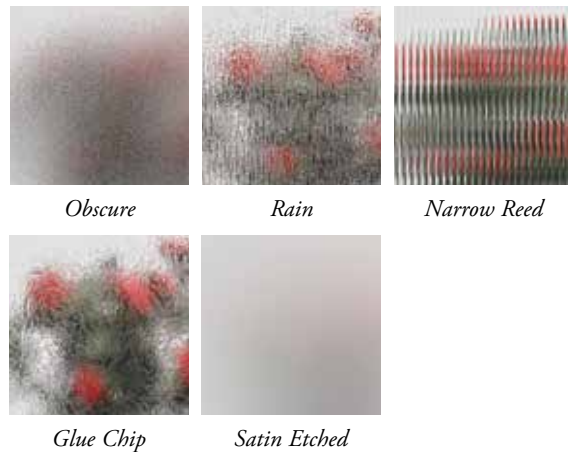 Obscure
Rain
Narrow Reed
Glue Chip
Satin Etched